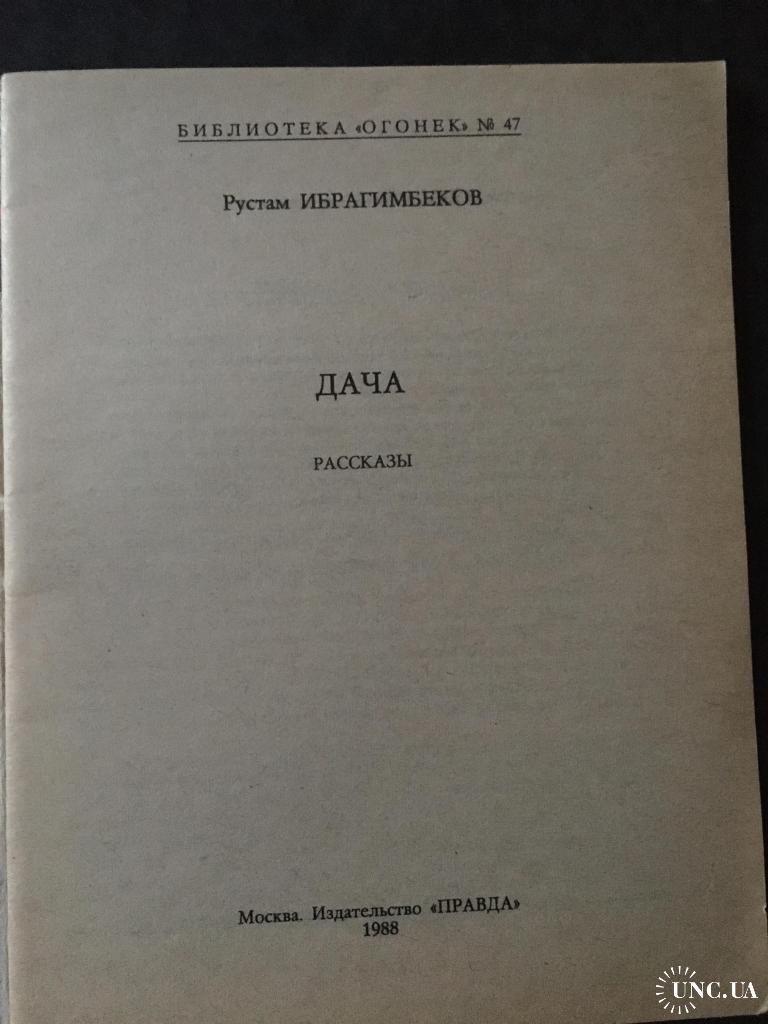 БИБЛИОТЕКА «ОГОНЕК» № 47
Рустам ИБРАГИМБЕКОВ
ДАЧА
РАССКАЗЫ
Москва. Издательство «ПРАВДА»
1988
UNC.UA